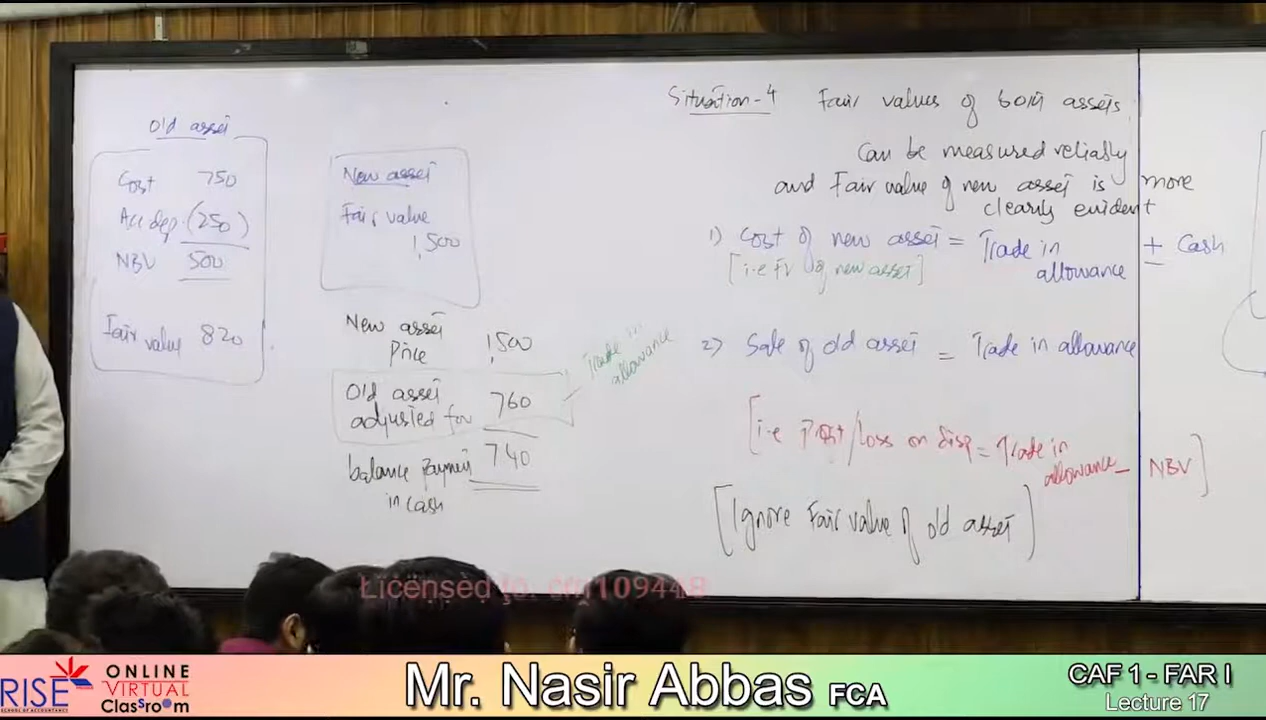 Old asset
Cost 750
Acc dep. (250)
NBV 500
Fair value 820
New asset
Fair value
1,500
New asset
Price 1,500
Old asset
adjusted for 760
balance payment 740
in cash
Trade in
allowance
Situation-4 Fair values of both assets
can be measured reliably
and Fair value of new asset is more
clearly evident
1) Cost of new asset = Trade in
allowance ± Cash
[i.e FV of new asset]
2) Sale of old asset = Trade in allowance
[i.e Profit/Loss on Disp = Trade in
allowance - NBV]
[Ignore Fair value of old asset]
Licensed to:
RISE
SCHOOL OF ACCOUNTANCY
ONLINE
VIRTUAL
Classroom
Mr. Nasir Abbas FCA
CAF 1 - FAR I
Lecture 17